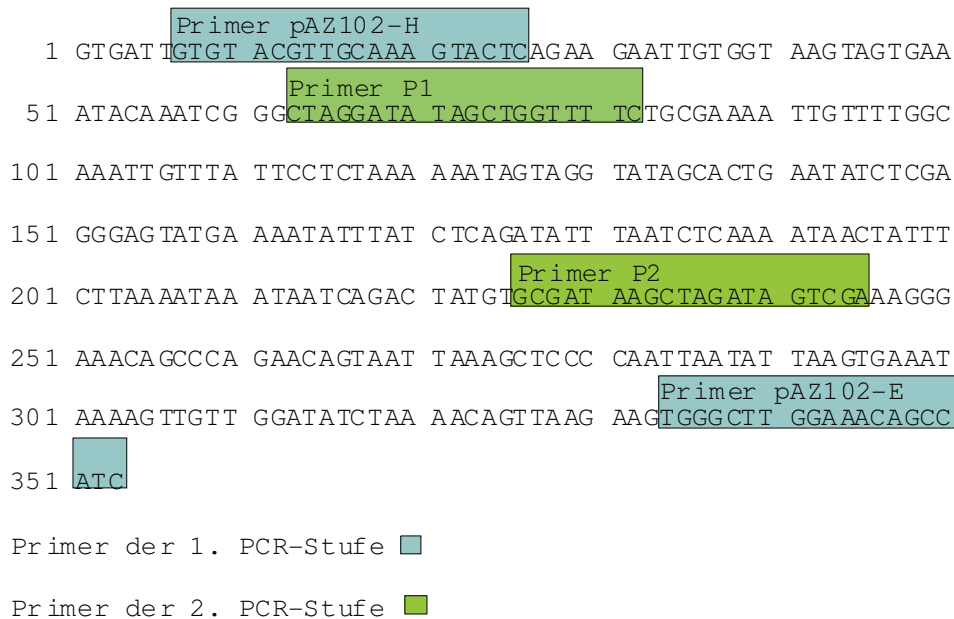 Primer pAZ102-H
1 GTGATTGTGT ACGTTGCAAA GTACTCAGAA GAATTGTGGT AAGTAGTGAA
Primer P1
51 ATACAAATCG GGCTAGGATA TAGCTGGTTT TCTGCGAAAA TTGTTTTGGC
101 AAATTGTTTA TTCCTCTAAA AAATAGTAGG TATAGCACTG AATATCTCGA
151 GGGAGTATGA AAATATTTAT CTCAGATATT TAATCTCAAA ATAACTATTT
Primer P2
201 CTTAAAATAA ATAATCAGAC TATGTGCGAT AAGCTAGATA GTCGAAAGGG
251 AAACAGCCCA GAACAGTAAT TAAAGCTCCC CAATTAATAT TAAGTGAAAT
Primer pAZ102-E
301 AAAAGTTGTT GGATATCTAA AACAGTTAAG AAGTGGGCTT GGAAACAGCC
351 ATC
Primer der 1. PCR-Stufe
Primer der 2. PCR-Stufe